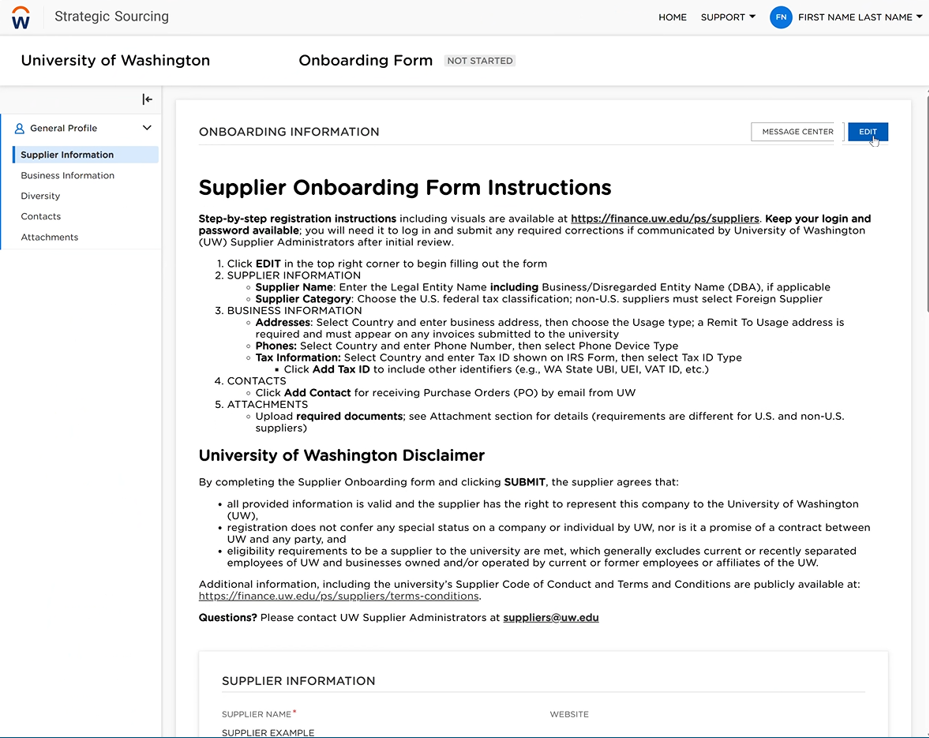 W Strategic Sourcing
HOME SUPPORT FN FIRST NAME LAST NAME
University of Washington Onboarding Form NOT STARTED
General Profile
Supplier Information
Business Information
Diversity
Contacts
Attachments
ONBOARDING INFORMATION
MESSAGE CENTER EDIT
Supplier Onboarding Form Instructions
Step-by-step registration instructions including visuals are available at https://finance.uw.edu/ps/suppliers. Keep your login and
password available; you will need it to log in and submit any required corrections if communicated by University of Washington
(UW) Supplier Administrators after initial review.
1. Click EDIT in the top right corner to begin filling out the form
2. SUPPLIER INFORMATION
Supplier Name: Enter the Legal Entity Name including Business/Disregarded Entity Name (DBA), if applicable
Supplier Category: Choose the U.S. federal tax classification; non-U.S. suppliers must select Foreign Supplier
3. BUSINESS INFORMATION
Addresses: Select Country and enter business address, then choose the Usage type; a Remit To Usage address is
required and must appear on any invoices submitted to the university
Phones: Select Country and enter Phone Number, then select Phone Device Type
Tax Information: Select Country and enter Tax ID shown on IRS Form, then select Tax ID Type
Click Add Tax ID to include other identifiers (e.g., WA State UBI, UEI, VAT ID, etc.)
4. CONTACTS
Click Add Contact for receiving Purchase Orders (PO) by email from UW
5. ATTACHMENTS
Upload required documents; see Attachment section for details (requirements are different for U.S. and non-U.S.
suppliers)
University of Washington Disclaimer
By completing the Supplier Onboarding form and clicking SUBMIT, the supplier agrees that:
• all provided information is valid and the supplier has the right to represent this company to the University of Washington
(UW),
• registration does not confer any special status on a company or individual by UW, nor is it a promise of a contract between
UW and any party, and
• eligibility requirements to be a supplier to the university are met, which generally excludes current or recently separated
employees of UW and businesses owned and/or operated by current or former employees or affiliates of the UW.
Additional information, including the university's Supplier Code of Conduct and Terms and Conditions are publicly available at:
https://finance.uw.edu/ps/suppliers/terms-conditions.
Questions? Please contact UW Supplier Administrators at suppliers@uw.edu
SUPPLIER INFORMATION
SUPPLIER NAME* WEBSITE
SUPPLIER EXAMPLE